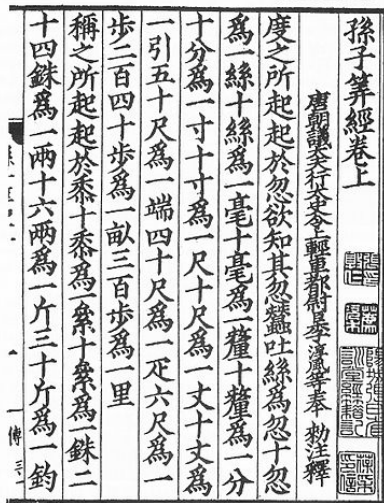 孫子筭經卷上
唐朝議大夫行太史令上輕車都尉臣李淳風等奉 勑注釋
度之所起起於忽欲知其忽蠶吐絲爲忽十忽
爲一絲十絲爲一毫十毫爲一釐十釐爲一分
十分爲一寸十寸爲一尺十尺爲一丈十丈爲
一引五十尺爲一端四十尺爲一疋六尺爲一
步二百四十步爲一畝三百步爲一里
稱之所起起於黍十黍爲一絫十絫爲一銖二
十四銖爲一兩十六兩爲一斤三十斤爲一鈞